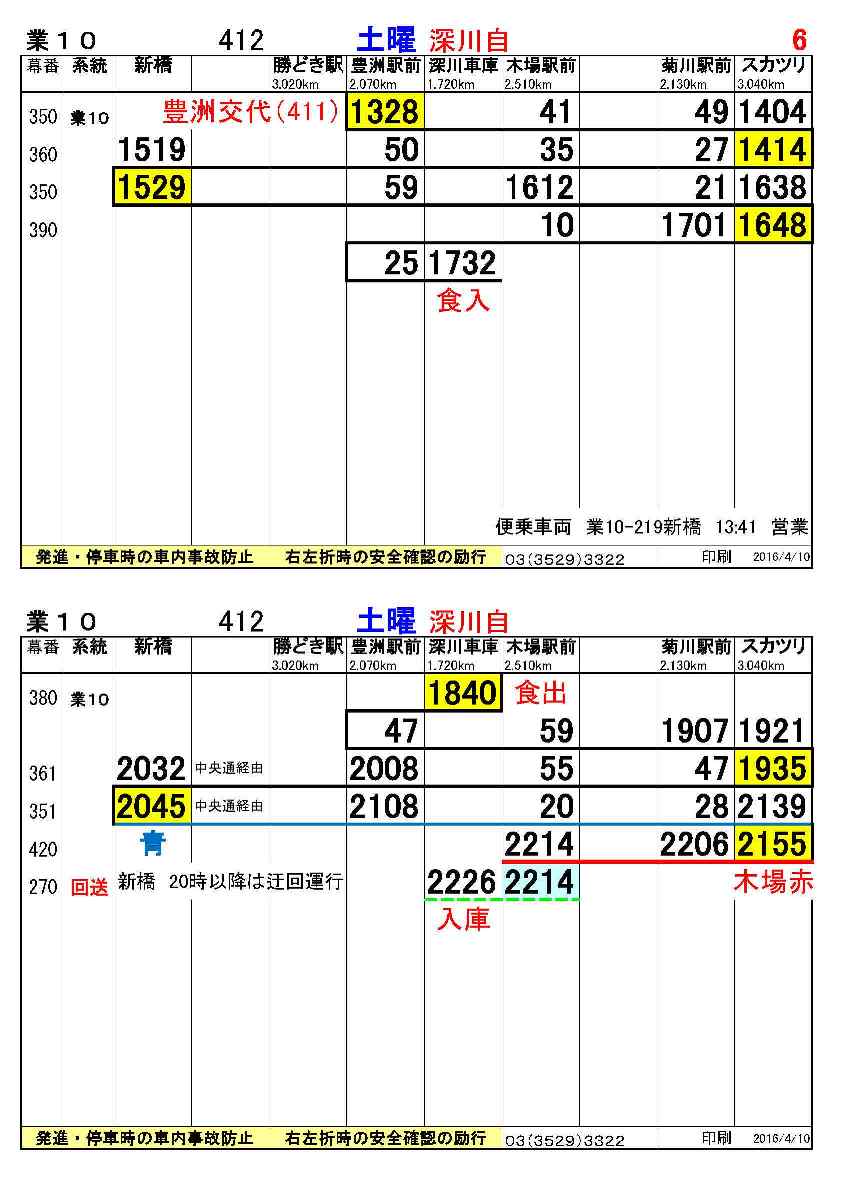 業10 412 土曜 深川自 6
幕番 系統 新橋 勝どき駅 豊洲駅前 深川車庫 木場駅前 菊川駅前 スカツリ
3.020km 2.070km 1.720km 2.510km 2.130km 3.040km
350 業10 豊洲交代(411) 1328 41 49 1404
360 1519 50 35 27 1414
350 1529 59 1612 21 1638
390 10 1701 1648
25 1732
食入
便乗車両 業10-219新橋 13:41 営業
発進・停車時の車内事故防止 右左折時の安全確認の励行 03(3529)3322 印刷 2016/4/10
業10 412 土曜 深川自
幕番 系統 新橋 勝どき駅 豊洲駅前 深川車庫 木場駅前 菊川駅前 スカツリ
3.020km 2.070km 1.720km 2.510km 2.130km 3.040km
380 業10 1840 食出
47 59 1907 1921
361 2032 中央通経由 2008 55 47 1935
351 2045 中央通経由 2108 20 28 2139
420 青 2214 2206 2155
270 回送 新橋 20時以降は迂回運行 2226 2214 木場赤
入庫
発進・停車時の車内事故防止 右左折時の安全確認の励行 03(3529)3322 印刷 2016/4/10